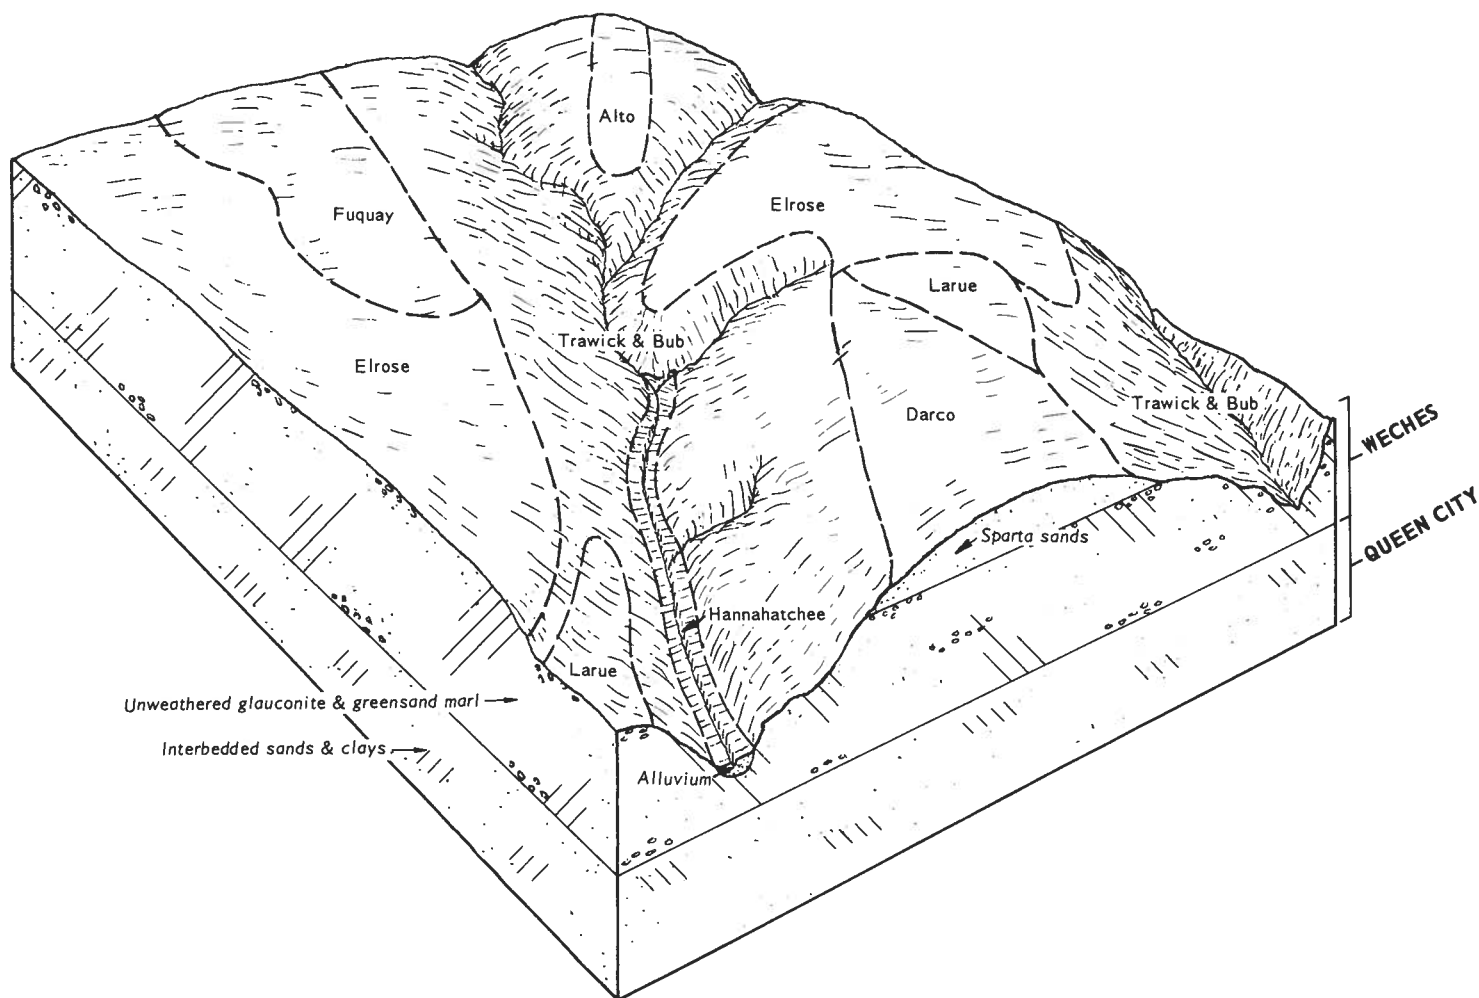 Alto
Fuquay
Elrose
Larue
Trawick & Bub
Elrose
Trawick & Bub
Darco
WECHES
QUEEN CITY
Sparta sands
Hannahatchee
Larue
Unweathered glauconite & greensand marl
Interbedded sands & clays
Alluvium